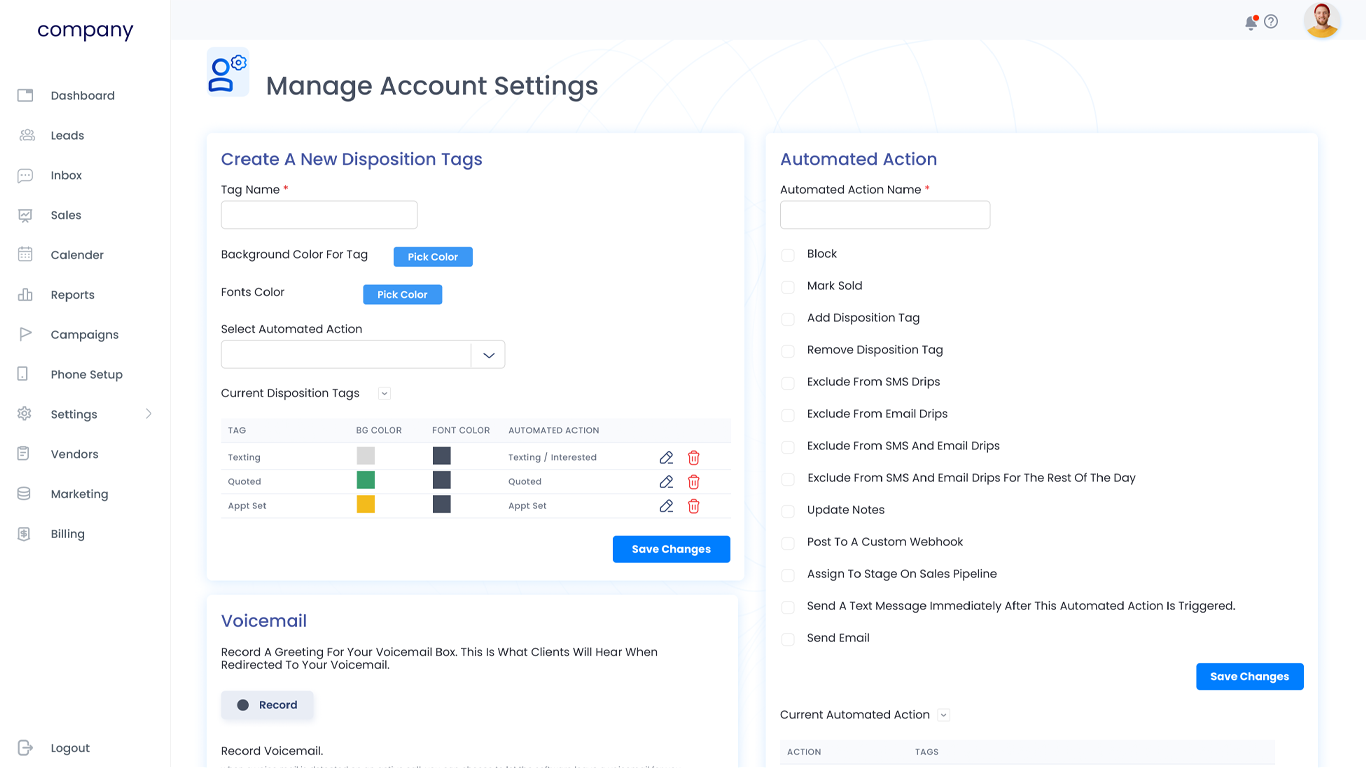 company
Dashboard
Leads
Inbox
Sales
Calender
Reports
Campaigns
Phone Setup
Settings
Vendors
Marketing
Billing
Logout
Manage Account Settings
Create A New Disposition Tags
Tag Name *
Background Color For Tag Pick Color
Fonts Color Pick Color
Select Automated Action
Current Disposition Tags
TAG BG COLOR FONT COLOR AUTOMATED ACTION
Texting Texting / Interested
Quoted Quoted
Appt Set Appt Set
Save Changes
Voicemail
Record A Greeting For Your Voicemail Box. This Is What Clients Will Hear When
Redirected To Your Voicemail.
Record
Record Voicemail.
Automated Action
Automated Action Name *
Block
Mark Sold
Add Disposition Tag
Remove Disposition Tag
Exclude From SMS Drips
Exclude From Email Drips
Exclude From SMS And Email Drips
Exclude From SMS And Email Drips For The Rest Of The Day
Update Notes
Post To A Custom Webhook
Assign To Stage On Sales Pipeline
Send A Text Message Immediately After This Automated Action Is Triggered.
Send Email
Save Changes
Current Automated Action
ACTION TAGS